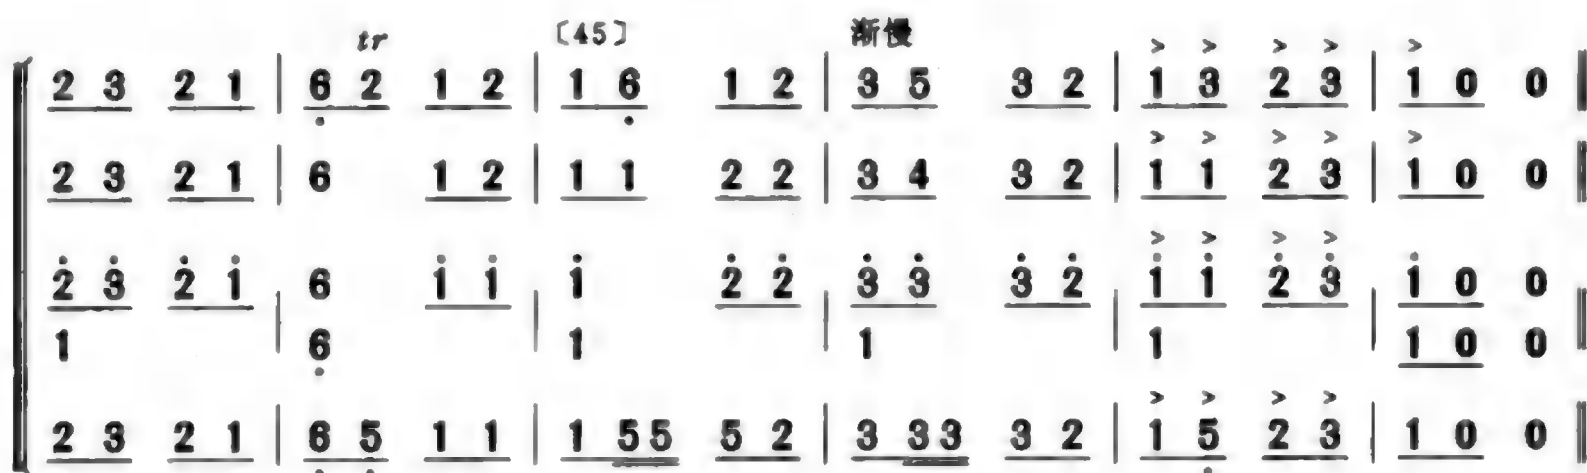 tr 〔45〕 渐慢
> > > > >
2 3 2 1 | 6̣ 2 1 2 | 1 6̣ 1 2 | 3 5 3 2 | 1 3 2 3 | 1 0 0 ‖
> > > > >
2 3 2 1 | 6 1 2 | 1 1 2 2 | 3 4 3 2 | 1 1 2 3 | 1 0 0 ‖
> > > >
2̇ 3̇ 2̇ 1̇ | 6 1̇ 1̇ | 1̇ 2̇ 2̇ | 3̇ 3̇ 3̇ 2̇ | 1̇ 1̇ 2̇ 3̇ | 1̇ 0 0 ‖
1 | 6̣ | 1 | 1 | 1 | 1 0 0 ‖
> > > >
2 3 2 1 | 6̣ 5̣ 1 1 | 1 55 5 2 | 3 33 3 2 | 1 5̣ 2 3 | 1 0 0 ‖